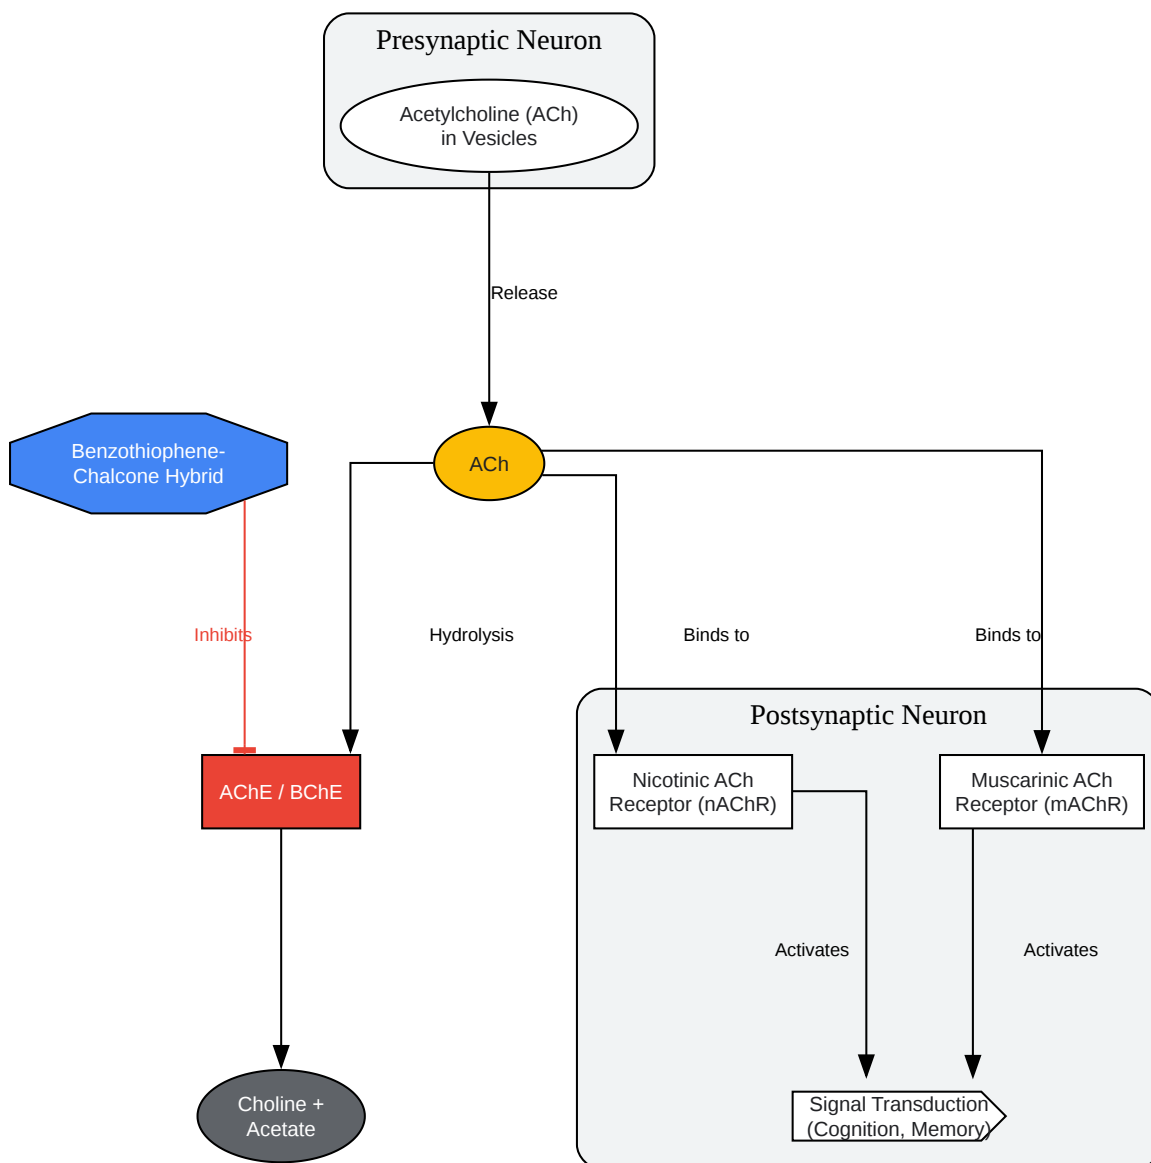 Presynaptic Neuron
Acetylcholine (ACh)
in Vesicles
Release
Benzothiophene-
Chalcone Hybrid
ACh
Inhibits
Hydrolysis
Binds to
Binds to
Postsynaptic Neuron
AChE / BChE
Nicotinic ACh
Receptor (nAChR)
Muscarinic ACh
Receptor (mAChR)
Activates
Activates
Choline +
Acetate
Signal Transduction
(Cognition, Memory)